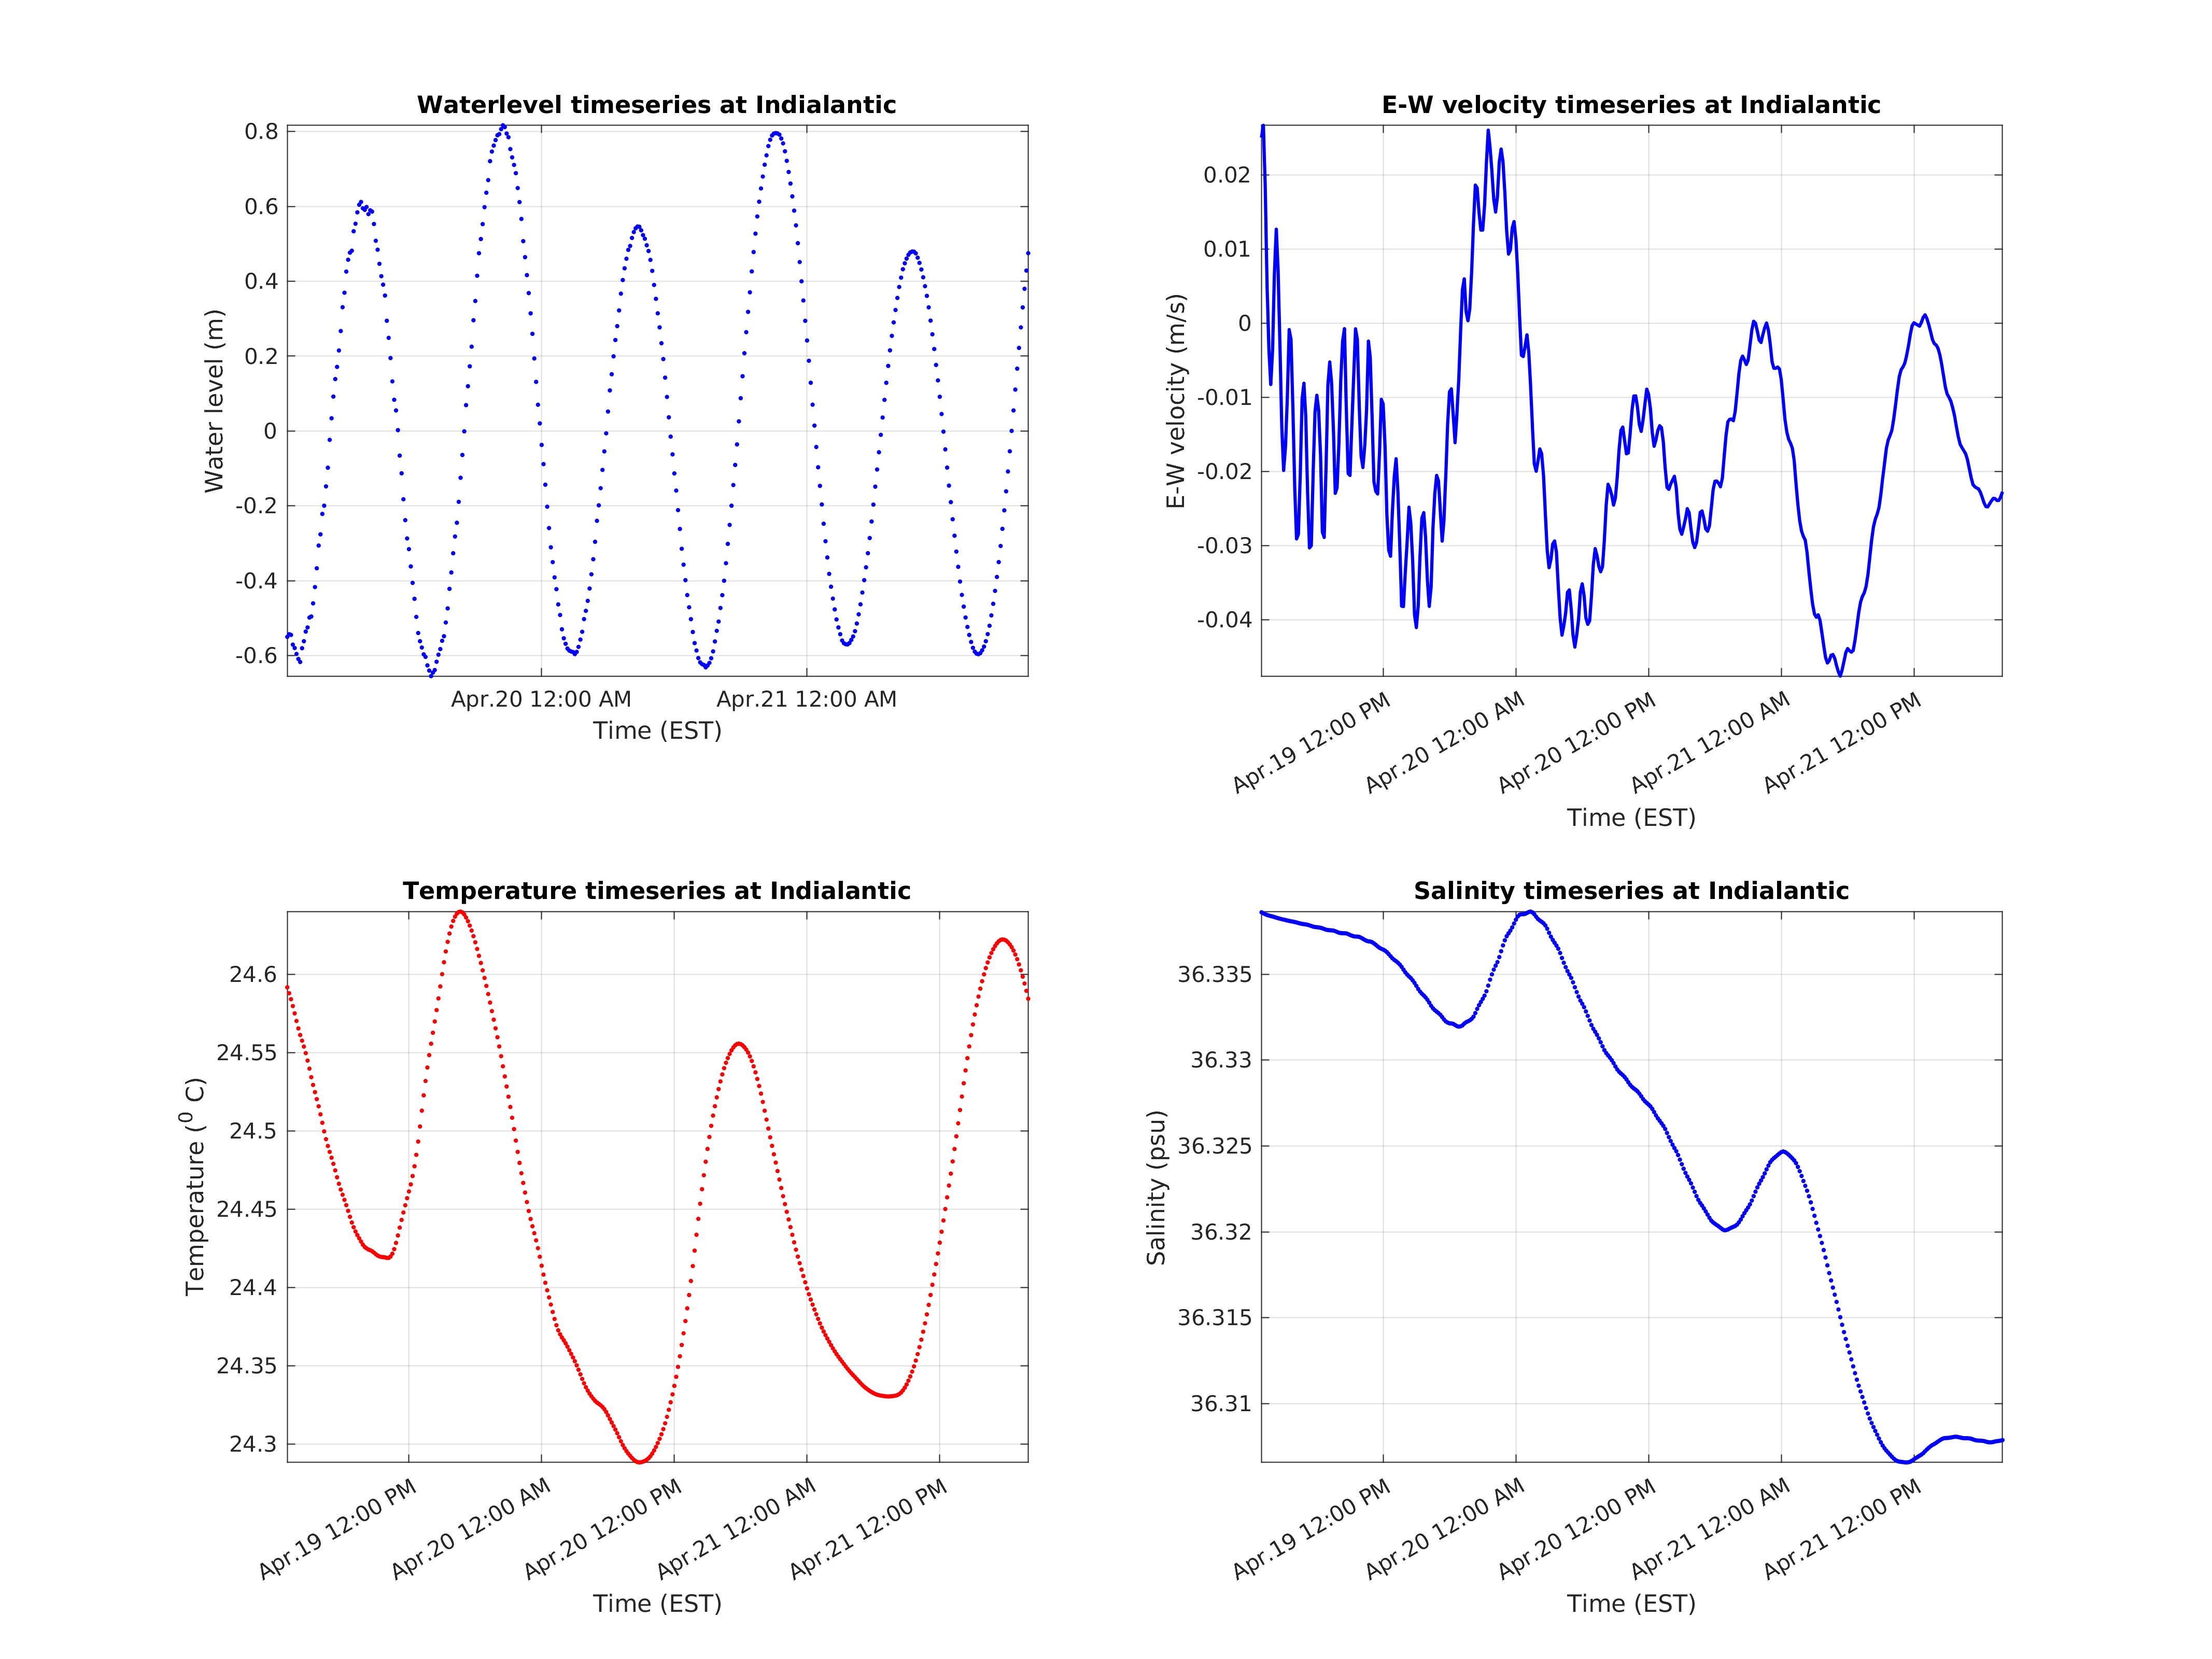 Waterlevel timeseries at Indialantic
0.8
0.6
0.4
0.2
0
-0.2
-0.4
-0.6
Water level (m)
Apr.20 12:00 AM
Apr.21 12:00 AM
Time (EST)
E-W velocity timeseries at Indialantic
0.02
0.01
0
-0.01
-0.02
-0.03
-0.04
E-W velocity (m/s)
Apr.19 12:00 PM
Apr.20 12:00 AM
Apr.20 12:00 PM
Apr.21 12:00 AM
Apr.21 12:00 PM
Time (EST)
Temperature timeseries at Indialantic
24.6
24.55
24.5
24.45
24.4
24.35
24.3
Temperature (⁰ C)
Apr.19 12:00 PM
Apr.20 12:00 AM
Apr.20 12:00 PM
Apr.21 12:00 AM
Apr.21 12:00 PM
Time (EST)
Salinity timeseries at Indialantic
36.335
36.33
36.325
36.32
36.315
36.31
Salinity (psu)
Apr.19 12:00 PM
Apr.20 12:00 AM
Apr.20 12:00 PM
Apr.21 12:00 AM
Apr.21 12:00 PM
Time (EST)